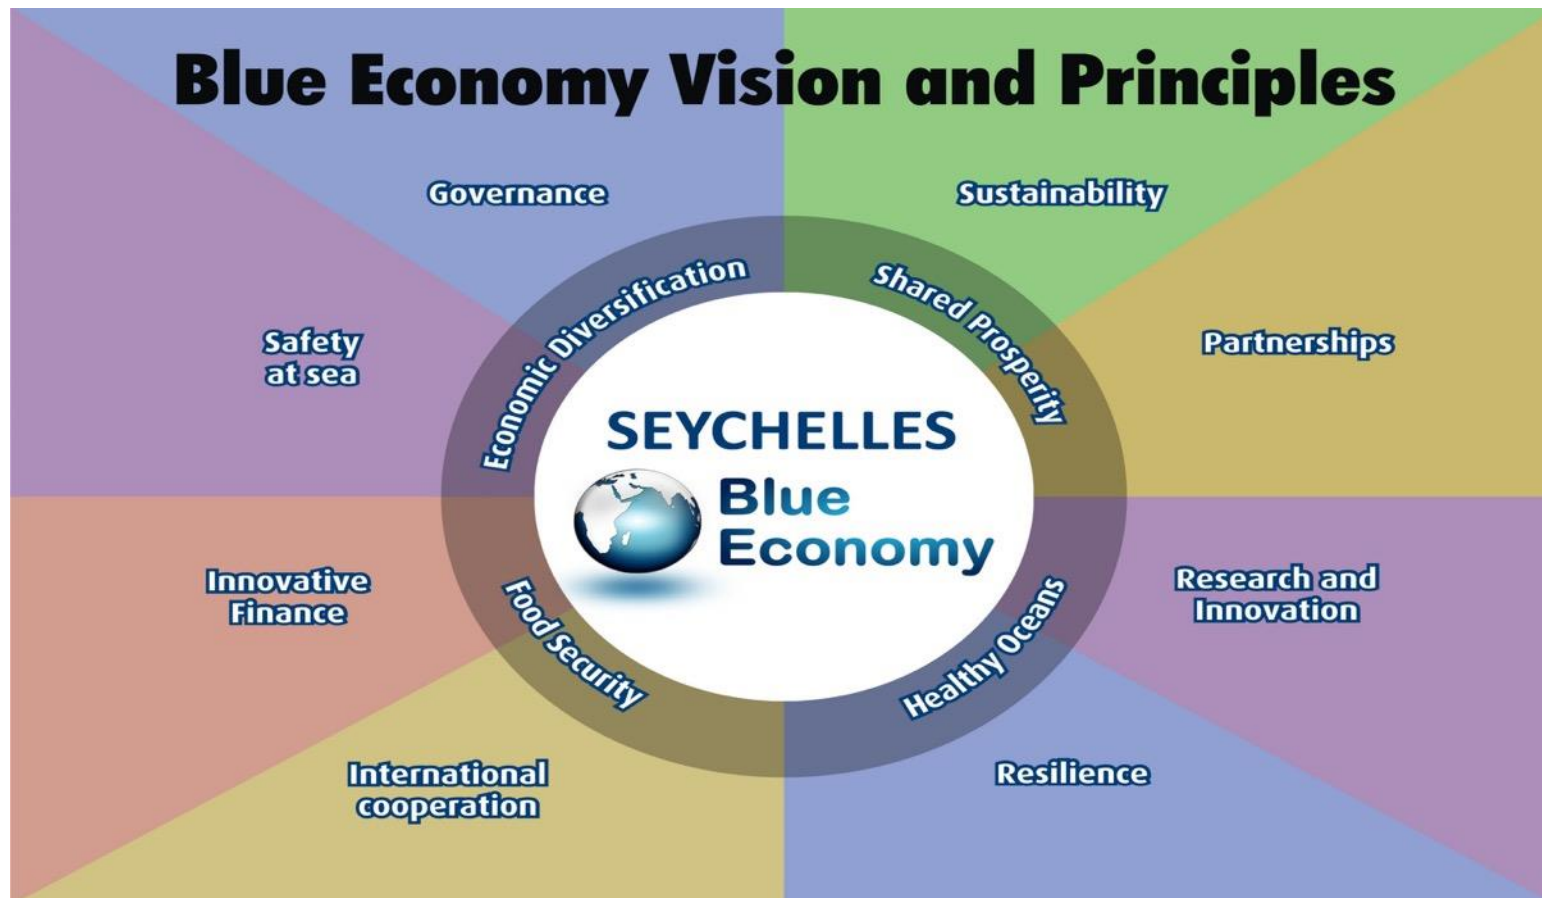 Blue Economy Vision and Principles
Governance
Sustainability
Safety
at sea
Partnerships
Economic Diversification
Shared Prosperity
SEYCHELLES
Blue
Economy
Innovative
Finance
Research and
Innovation
Food Security
Healthy Oceans
International
cooperation
Resilience